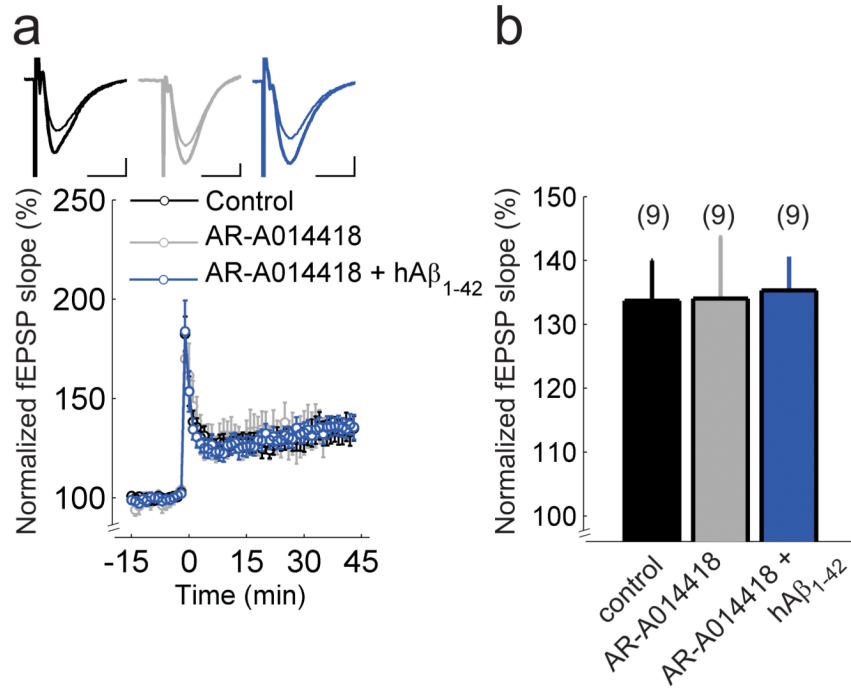 a
Normalized fEPSP slope (%)
250
200
150
100
Control
AR-A014418
AR-A014418 + hAβ1-42
-15 0 15 30 45
Time (min)
b
Normalized fEPSP slope (%)
150
140
130
120
110
100
(9) (9) (9)
control
AR-A014418
AR-A014418 +
hAβ1-42